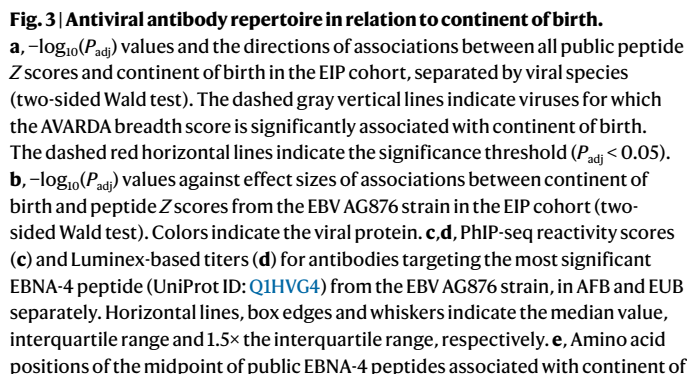 Fig. 3 | Antiviral antibody repertoire in relation to continent of birth.
a, −log₁₀(Padj) values and the directions of associations between all public peptide
Z scores and continent of birth in the EIP cohort, separated by viral species
(two-sided Wald test). The dashed gray vertical lines indicate viruses for which
the AVARDA breadth score is significantly associated with continent of birth.
The dashed red horizontal lines indicate the significance threshold (Padj < 0.05).
b, −log₁₀(Padj) values against effect sizes of associations between continent of
birth and peptide Z scores from the EBV AG876 strain in the EIP cohort (two-
sided Wald test). Colors indicate the viral protein. c,d, PhIP-seq reactivity scores
(c) and Luminex-based titers (d) for antibodies targeting the most significant
EBNA-4 peptide (UniProt ID: Q1HVG4) from the EBV AG876 strain, in AFB and EUB
separately. Horizontal lines, box edges and whiskers indicate the median value,
interquartile range and 1.5× the interquartile range, respectively. e, Amino acid
positions of the midpoint of public EBNA-4 peptides associated with continent of